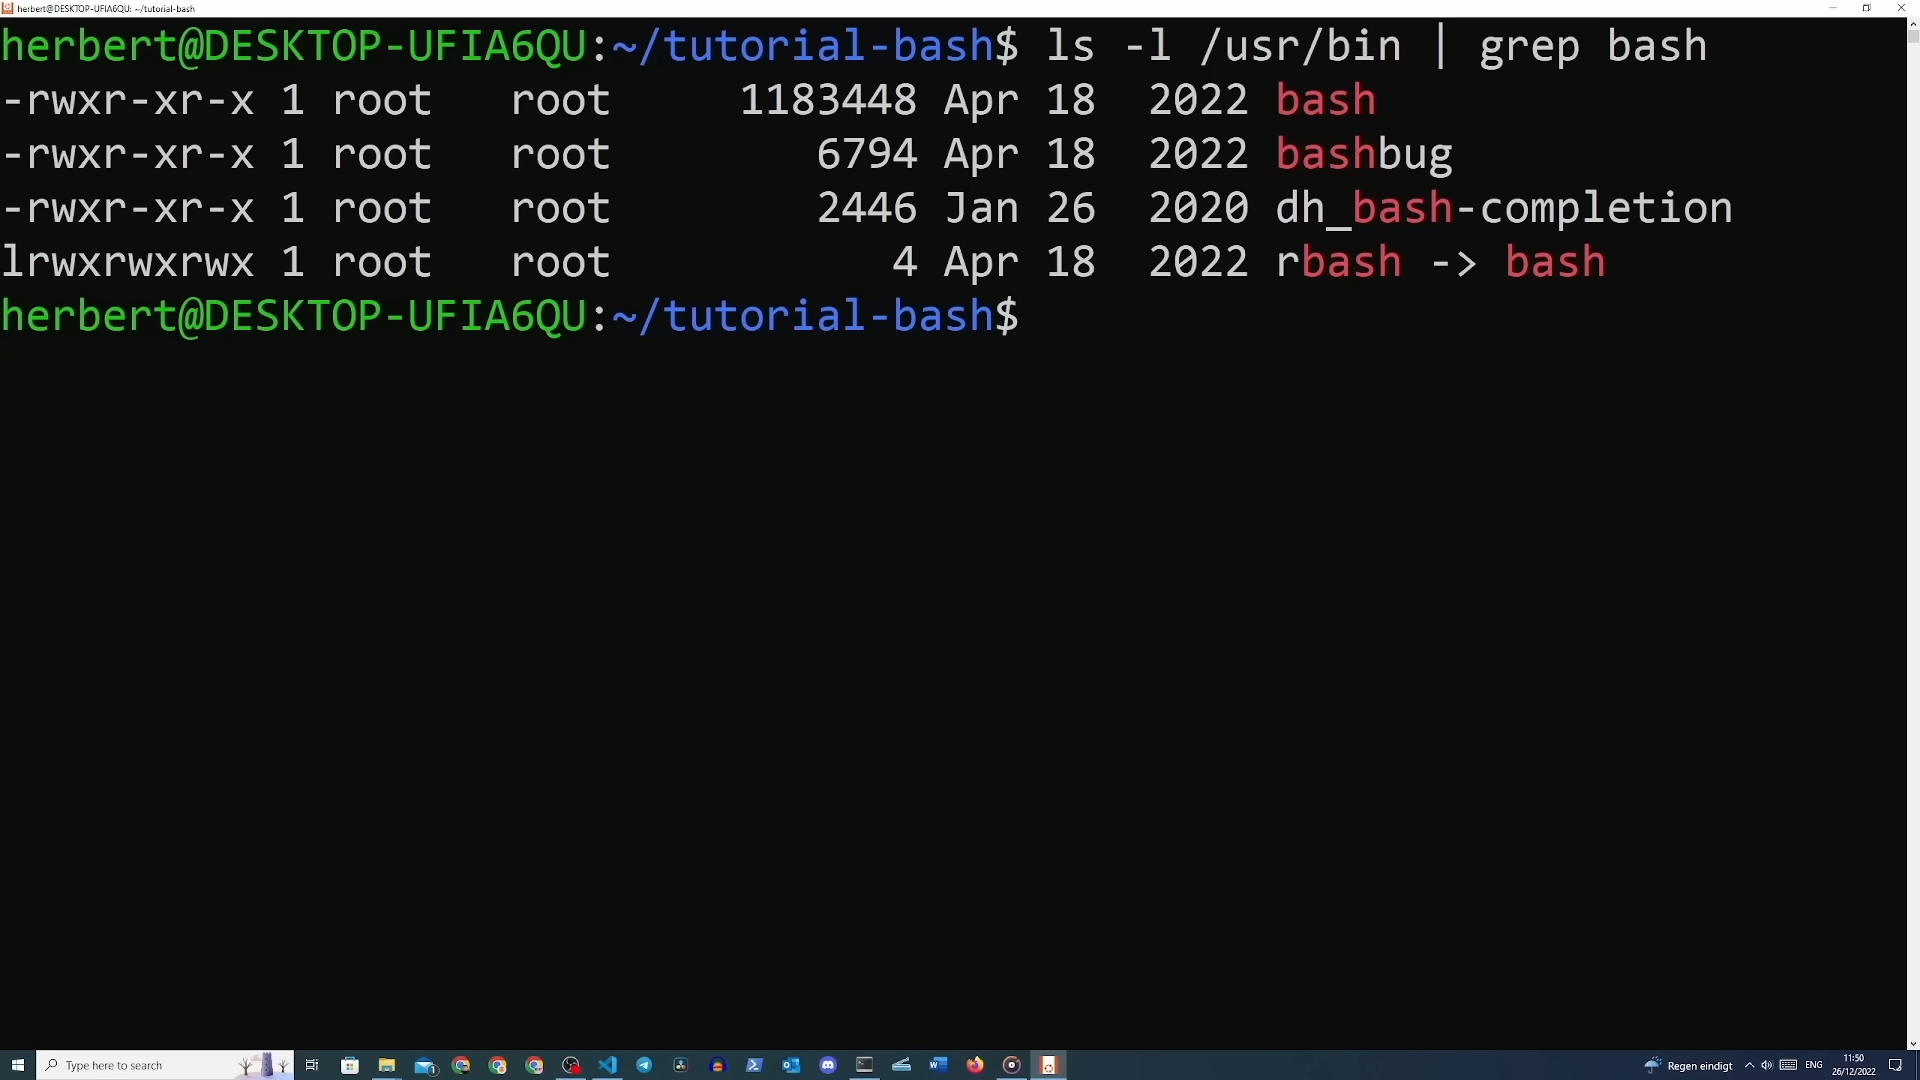 herbert@DESKTOP-UFIA6QU: ~/tutorial-bash
herbert@DESKTOP-UFIA6QU:~/tutorial-bash$ ls -l /usr/bin | grep bash
-rwxr-xr-x 1 root   root     1183448 Apr 18  2022 bash
-rwxr-xr-x 1 root   root        6794 Apr 18  2022 bashbug
-rwxr-xr-x 1 root   root        2446 Jan 26  2020 dh_bash-completion
lrwxrwxrwx 1 root   root           4 Apr 18  2022 rbash -> bash
herbert@DESKTOP-UFIA6QU:~/tutorial-bash$
Type here to search
1
Regen eindigt
ENG
11:50
26/12/2022